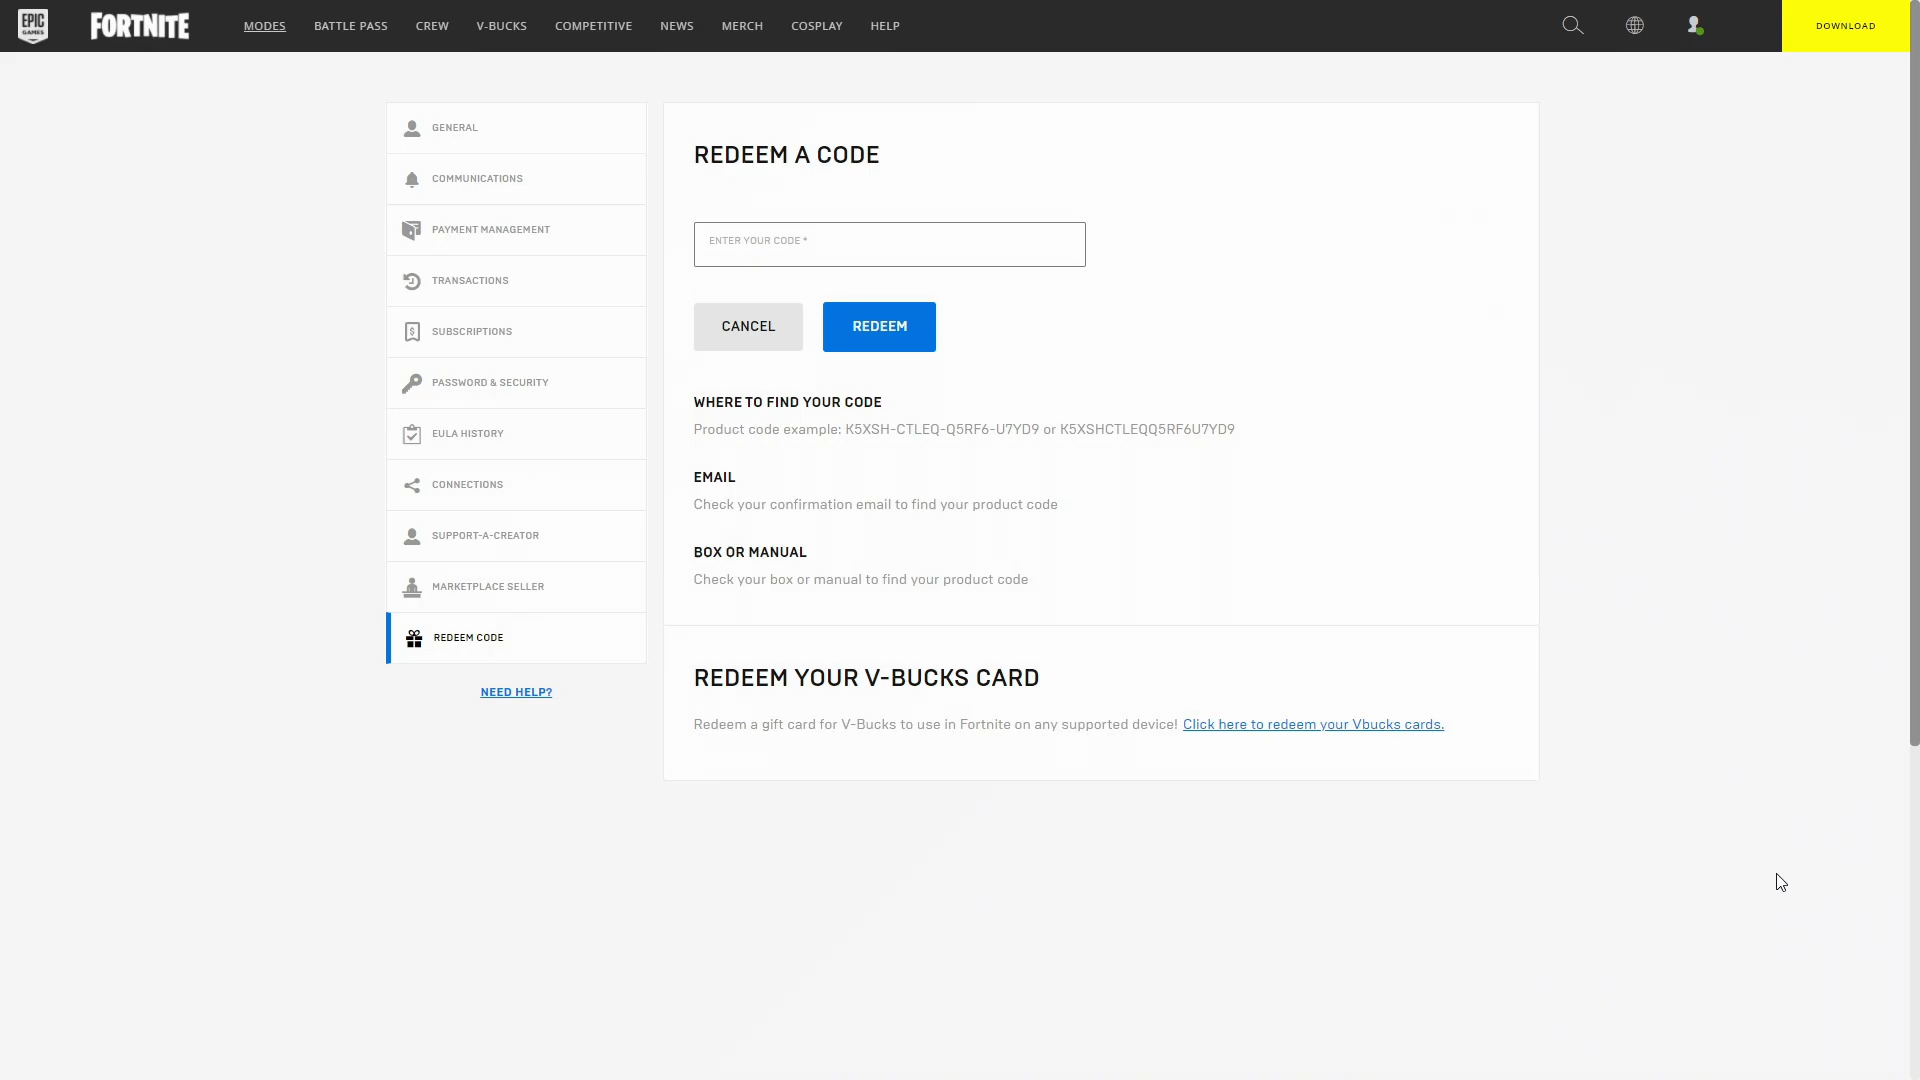 EPIC
GAMES
FORTNITE
MODES
BATTLE PASS
CREW
V-BUCKS
COMPETITIVE
NEWS
MERCH
COSPLAY
HELP
DOWNLOAD
GENERAL
COMMUNICATIONS
PAYMENT MANAGEMENT
TRANSACTIONS
SUBSCRIPTIONS
PASSWORD & SECURITY
EULA HISTORY
CONNECTIONS
SUPPORT-A-CREATOR
MARKETPLACE SELLER
REDEEM CODE
NEED HELP?
REDEEM A CODE
ENTER YOUR CODE *
CANCEL
REDEEM
WHERE TO FIND YOUR CODE
Product code example: K5XSH-CTLEQ-Q5RF6-U7YD9 or K5XSHCTLEQQ5RF6U7YD9
EMAIL
Check your confirmation email to find your product code
BOX OR MANUAL
Check your box or manual to find your product code
REDEEM YOUR V-BUCKS CARD
Redeem a gift card for V-Bucks to use in Fortnite on any supported device! Click here to redeem your Vbucks cards.